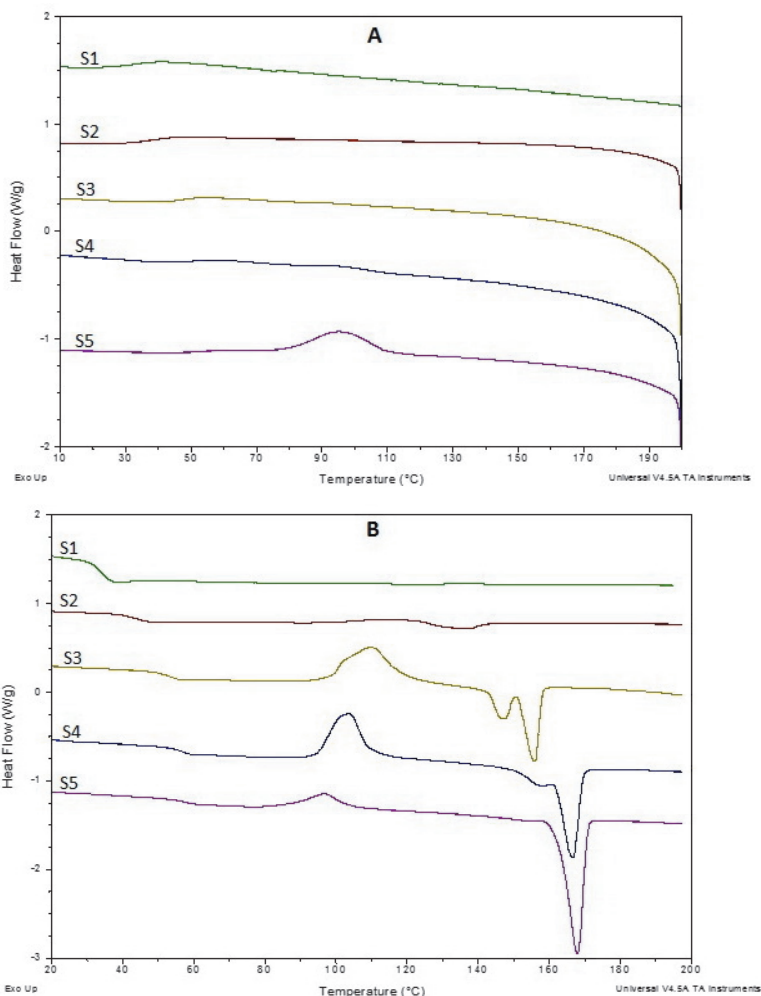 A
2
S1
1
S2
S3
0
S4
S5
-1
-2
Heat Flow (W/g)
10 30 50 70 90 110 130 150 170 190
Exo Up
Temperature (°C)
Universal V4.5A TA Instruments
B
2
S1
1
S2
S3
0
S4
-1
S5
-2
-3
Heat Flow (W/g)
20 40 60 80 100 120 140 160 180 200
Exo Up
Temperature (°C)
Universal V4.5A TA Instruments